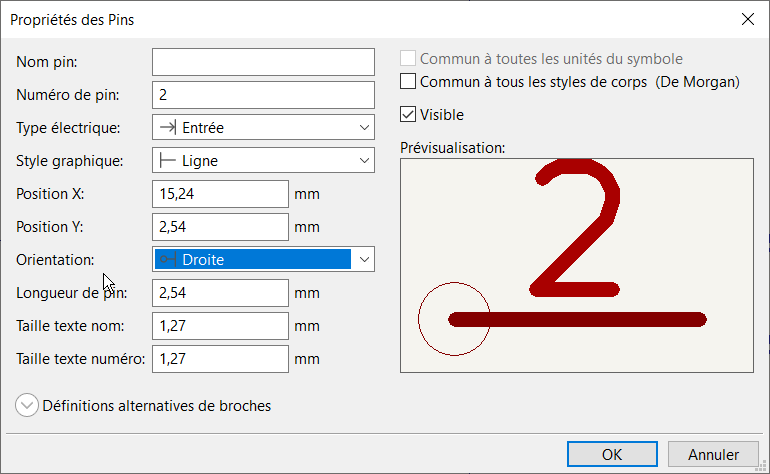 Propriétés des Pins
Nom pin:
Numéro de pin: 2
Type électrique: Entrée
Style graphique: Ligne
Position X: 15,24 mm
Position Y: 2,54 mm
Orientation: Droite
Longueur de pin: 2,54 mm
Taille texte nom: 1,27 mm
Taille texte numéro: 1,27 mm
Définitions alternatives de broches
Commun à toutes les unités du symbole
Commun à tous les styles de corps (De Morgan)
Visible
Prévisualisation:
2
OK
Annuler